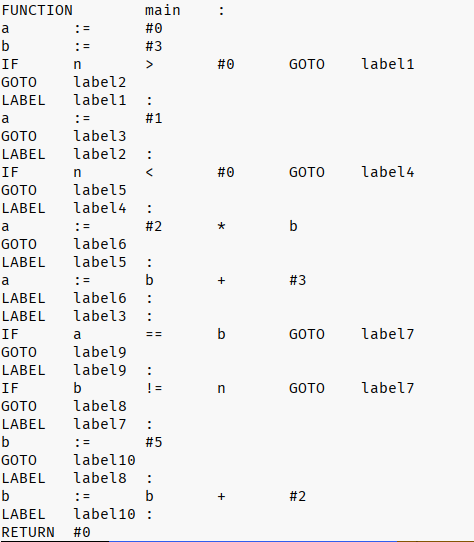 FUNCTION main :
a := #0
b := #3
IF n > #0 GOTO label1
GOTO label2
LABEL label1 :
a := #1
GOTO label3
LABEL label2 :
IF n < #0 GOTO label4
GOTO label5
LABEL label4 :
a := #2 * b
GOTO label6
LABEL label5 :
a := b + #3
LABEL label6 :
LABEL label3 :
IF a == b GOTO label7
GOTO label9
LABEL label9 :
IF b != n GOTO label7
GOTO label8
LABEL label7 :
b := #5
GOTO label10
LABEL label8 :
b := b + #2
LABEL label10 :
RETURN #0